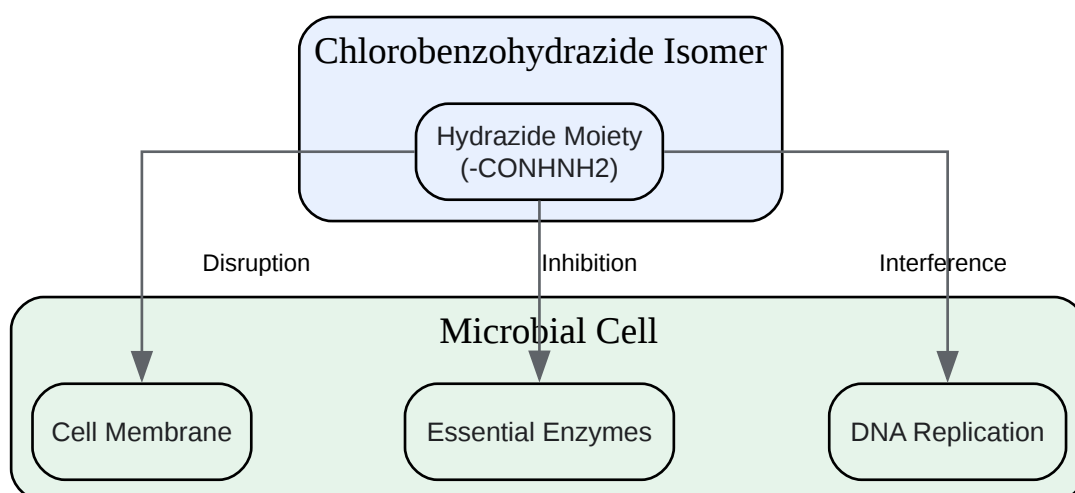 Chlorobenzohydrazide Isomer
Hydrazide Moiety
(-CONHNH2)
Disruption
Inhibition
Interference
Microbial Cell
Cell Membrane
Essential Enzymes
DNA Replication